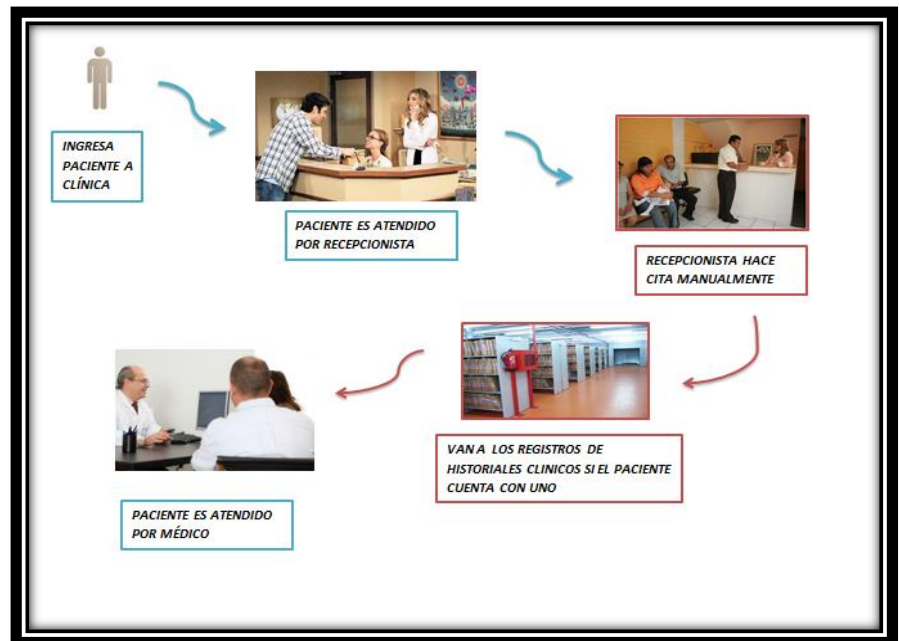 INGRESA
PACIENTE A
CLÍNICA
PACIENTE ES ATENDIDO
POR RECEPCIONISTA
RECEPCIONISTA HACE
CITA MANUALMENTE
VAN A LOS REGISTROS DE
HISTORIALES CLINICOS SI EL PACIENTE
CUENTA CON UNO
PACIENTE ES ATENDIDO
POR MÉDICO